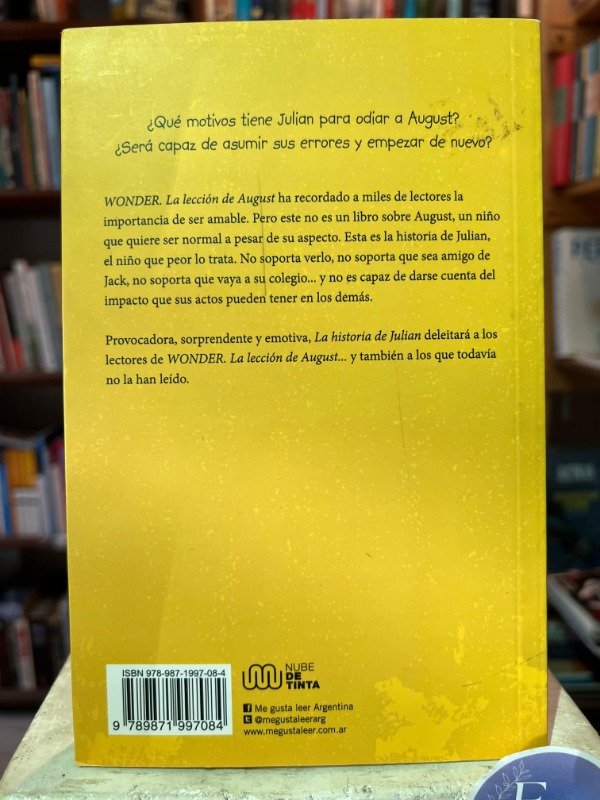 ¿Qué motivos tiene Julian para odiar a August?
¿Será capaz de asumir sus errores y empezar de nuevo?
WONDER. La lección de August ha recordado a miles de lectores la
importancia de ser amable. Pero este no es un libro sobre August, un niño
que quiere ser normal a pesar de su aspecto. Esta es la historia de Julian,
el niño que peor lo trata. No soporta verlo, no soporta que sea amigo de
Jack, no soporta que vaya a su colegio... y no es capaz de darse cuenta del
impacto que sus actos pueden tener en los demás.
Provocadora, sorprendente y emotiva, La historia de Julian deleitará a los
lectores de WONDER. La lección de August... y también a los que todavía
no la han leído.
ISBN 978-987-1997-08-4
9 789871 997084
NUBE
DE
TINTA
Me gusta leer Argentina
@megustaleerarg
www.megustaleer.com.ar